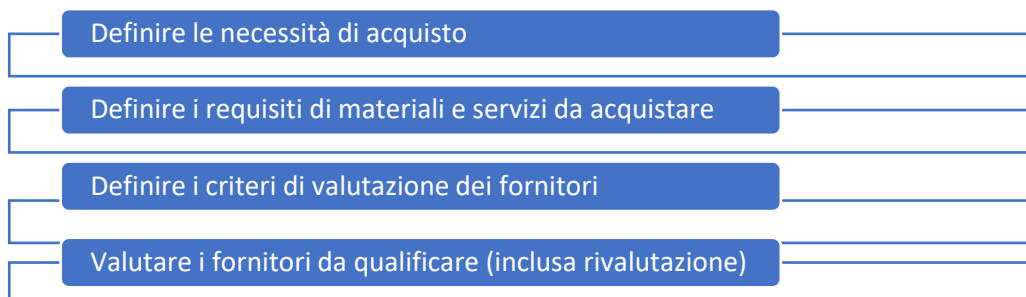 Definire le necessità di acquisto
Definire i requisiti di materiali e servizi da acquistare
Definire i criteri di valutazione dei fornitori
Valutare i fornitori da qualificare (inclusa rivalutazione)